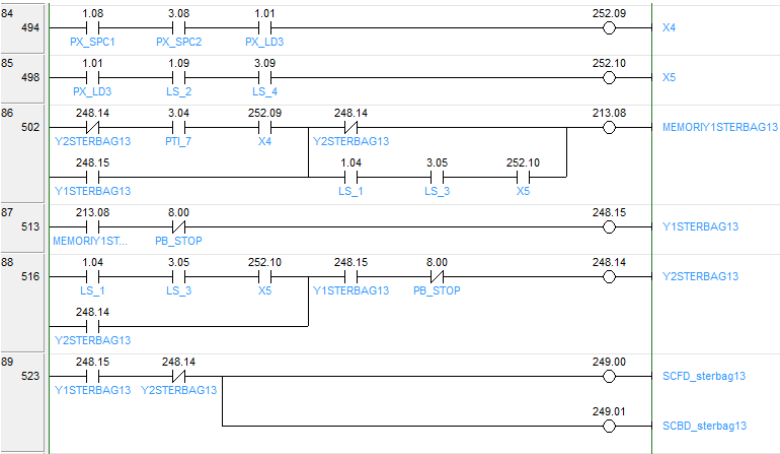 84 1.08 3.08 1.01 252.09
494 X4
PX_SPC1 PX_SPC2 PX_LD3
85 1.01 1.09 3.09 252.10
498 X5
PX_LD3 LS_2 LS_4
86 248.14 3.04 252.09 248.14 213.08
502 MEMORIY1STERBAG13
Y2STERBAG13 PTI_7 X4 Y2STERBAG13
248.15 1.04 3.05 252.10
Y1STERBAG13 LS_1 LS_3 X5
87 213.08 8.00 248.15
513 Y1STERBAG13
MEMORIY1ST... PB_STOP
88 1.04 3.05 252.10 248.15 8.00 248.14
516 Y2STERBAG13
LS_1 LS_3 X5 Y1STERBAG13 PB_STOP
248.14
Y2STERBAG13
89 248.15 248.14 249.00
523 SCFD_sterbag13
Y1STERBAG13 Y2STERBAG13
249.01
SCBD_sterbag13